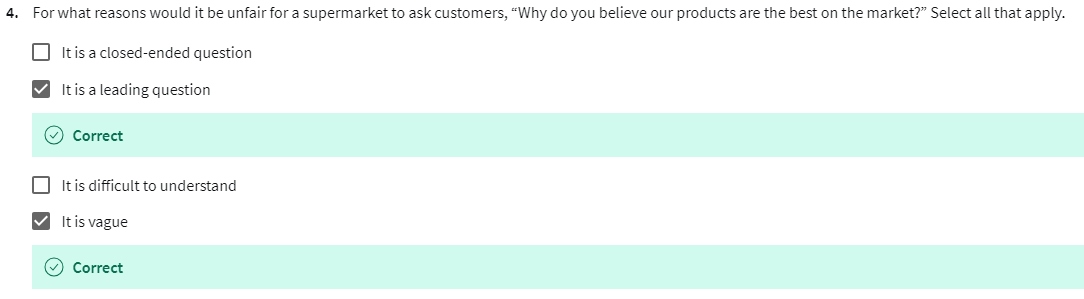 4. For what reasons would it be unfair for a supermarket to ask customers, “Why do you believe our products are the best on the market?” Select all that apply.
It is a closed-ended question
It is a leading question
Correct
It is difficult to understand
It is vague
Correct